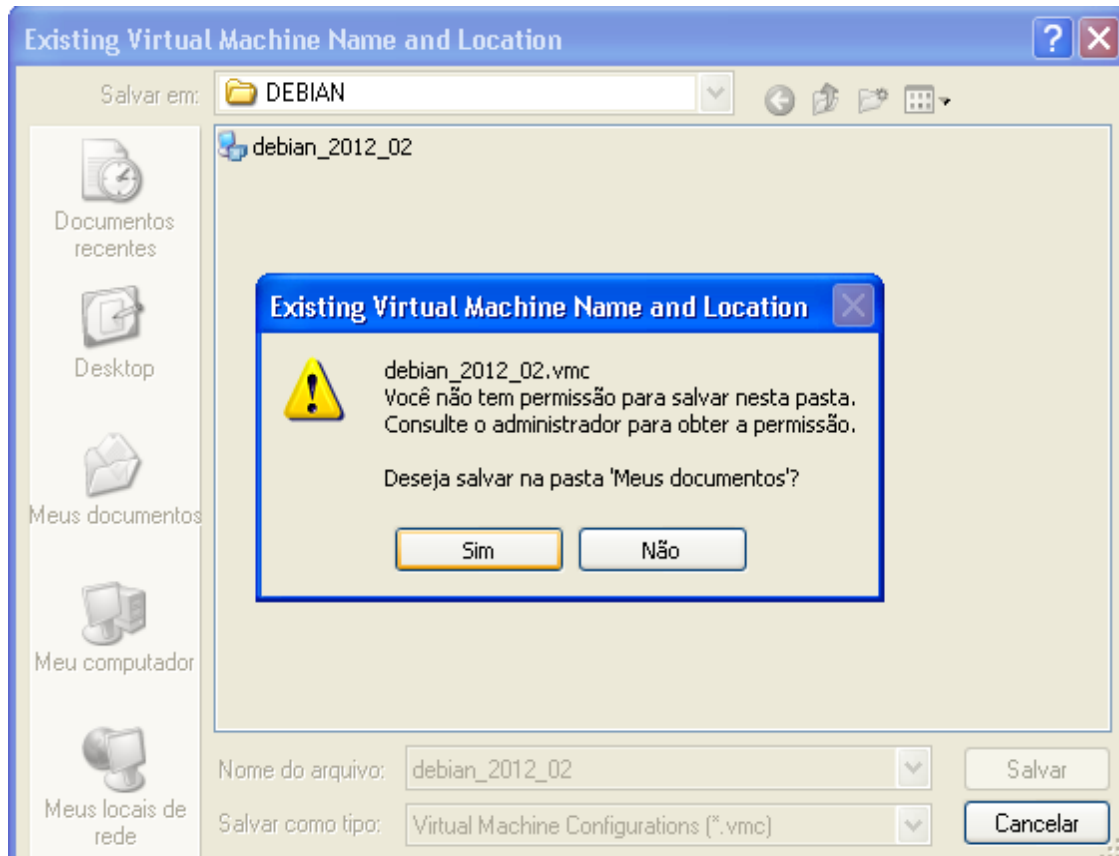 Existing Virtual Machine Name and Location
?
Salvar em:
DEBIAN
debian_2012_02
Documentos
recentes
Desktop
Meus documentos
Meu computador
Meus locais de
rede
Existing Virtual Machine Name and Location
debian_2012_02.vmc
Você não tem permissão para salvar nesta pasta.
Consulte o administrador para obter a permissão.
Deseja salvar na pasta 'Meus documentos'?
Sim
Não
Nome do arquivo:
debian_2012_02
Salvar
Salvar como tipo:
Virtual Machine Configurations (*.vmc)
Cancelar